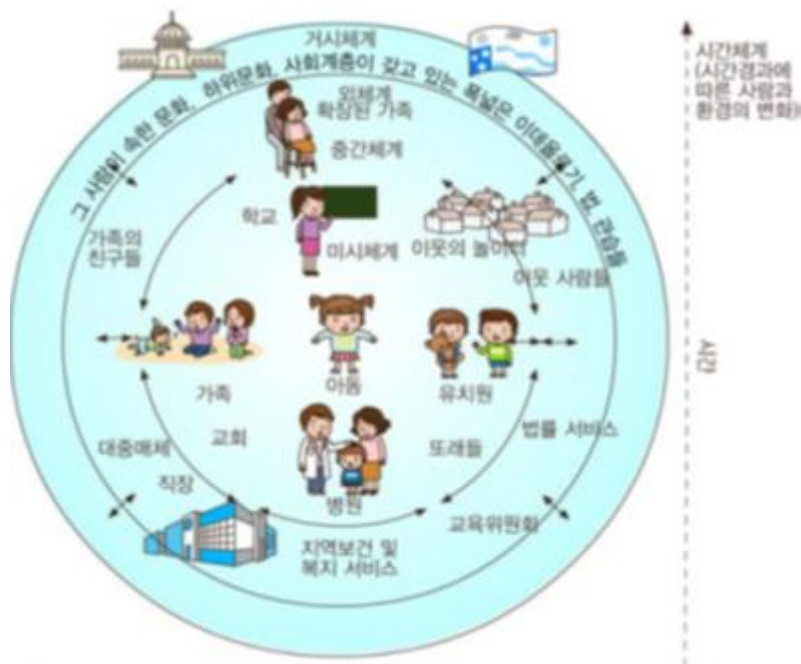 거시체계
그 사람이 속한 문화, 하위문화, 사회계층이 갖고 있는 폭넓은 이데올로기, 법, 관습들
외체계
확장된 가족
중간체계
학교
미시체계
이웃의 놀이터
이웃 사람들
가족의
친구들
아동
가족
유치원
교회
또래들
법률 서비스
대중매체
직장
병원
교육위원회
지역보건 및
복지 서비스
시간체계
(시간경과에
따른 사람과
환경의 변화)
시간